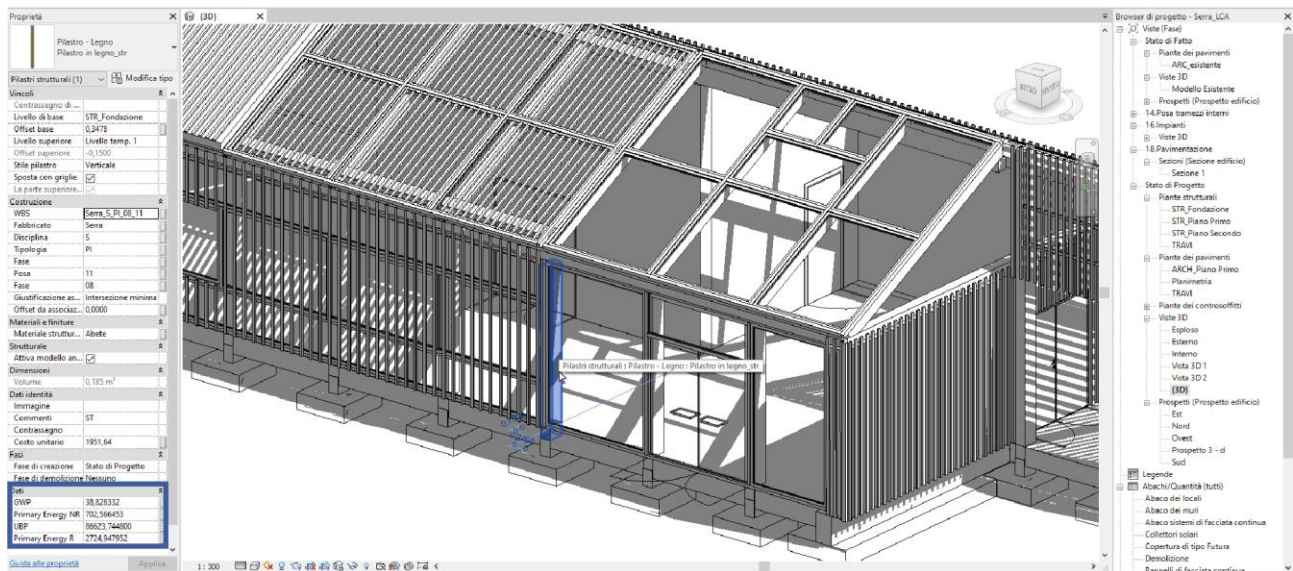 Proprietà
Pilastro - Legno
Pilastro in legno_str
Pilastri strutturali (1)
Modifica tipo
Vincoli
Contrassegno di ...
Livello di base STR_Fondazione
Offset base 0,3478
Livello superiore Livello temp. 1
Offset superiore -0,1500
Stile pilastro Verticale
Sposta con griglie
La parte superiore...
Costruzione
WBS Serra_S_PI_08_11
Fabbricato Serra
Disciplina S
Tipologia PI
Fase
Posa 11
Fase 08
Giustificazione as... Intersezione minima
Offset da associaz... 0,0000
Materiali e finiture
Materiale struttur... Abete
Strutturale
Attiva modello an...
Dimensioni
Volume 0,185 m³
Dati identità
Immagine
Commenti ST
Contrassegno
Costo unitario 1951,64
Fasi
Fase di creazione Stato di Progetto
Fase di demolizione Nessuno
Dati
GWP 38,828332
Primary Energy NR 702,566453
UBP 86623,744800
Primary Energy R 2724,947952
Guida alle proprietà
Applica
{3D}
RETRO
SINISTRA
Pilastri strutturali : Pilastro - Legno : Pilastro in legno_str
1 : 300
Browser di progetto - Serra_LCA
Viste (Fase)
Stato di Fatto
Piante dei pavimenti
ARC_esistente
Viste 3D
Modello Esistente
Prospetti (Prospetto edificio)
14.Posa tramezzi interni
16.Impianti
Viste 3D
18.Pavimentazione
Sezioni (Sezione edificio)
Sezione 1
Stato di Progetto
Piante strutturali
STR_Fondazione
STR_Piano Primo
STR_Piano Secondo
TRAVI
Piante dei pavimenti
ARCH_Piano Primo
Planimetria
TRAVI
Piante dei controsoffitti
Viste 3D
Esploso
Esterno
Interno
Vista 3D 1
Vista 3D 2
{3D}
Prospetti (Prospetto edificio)
Est
Nord
Ovest
Prospetto 3 - d
Sud
Legende
Abachi/Quantità (tutti)
Abaco dei locali
Abaco dei muri
Abaco sistemi di facciata continua
Collettori solari
Copertura di tipo Futura
Demolizione
Pannelli di facciata continua